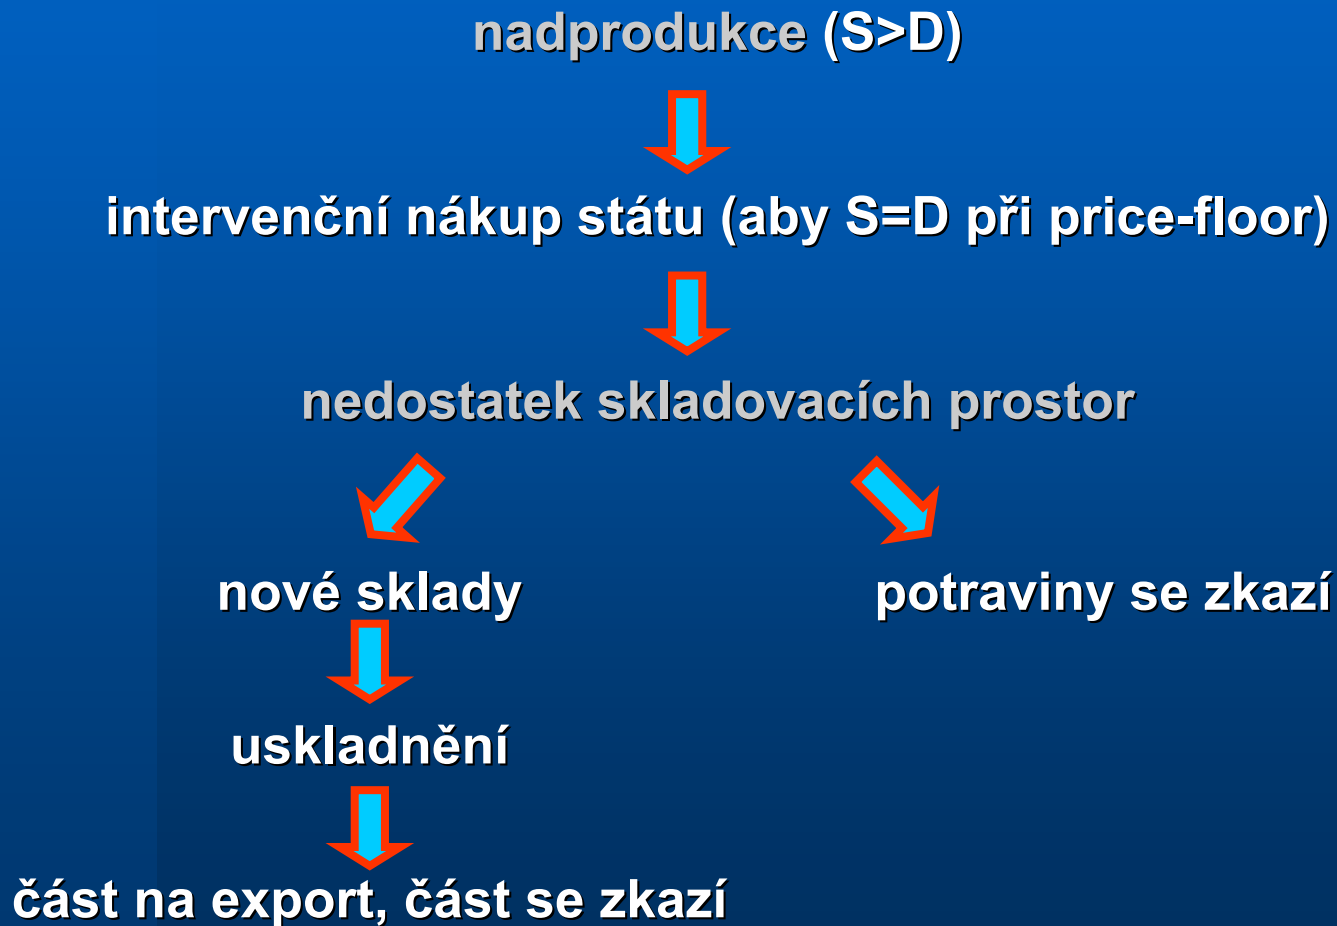 nadprodukce (S>D)
intervenční nákup státu (aby S=D při price-floor)
nedostatek skladovacích prostor
nové sklady
potraviny se zkazí
uskladnění
část na export, část se zkazí